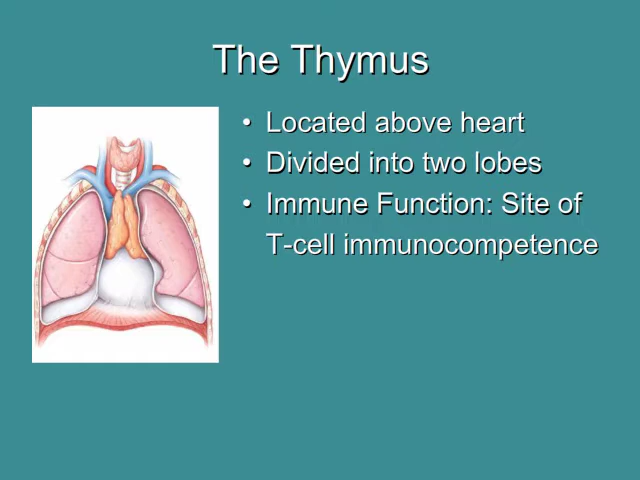 The Thymus
• Located above heart
• Divided into two lobes
• Immune Function: Site of
T-cell immunocompetence